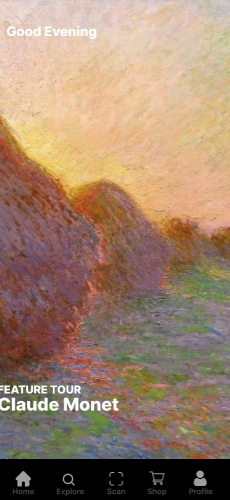 Good Evening
FEATURE TOUR
Claude Monet
Home
Explore
Scan
Shop
Profile